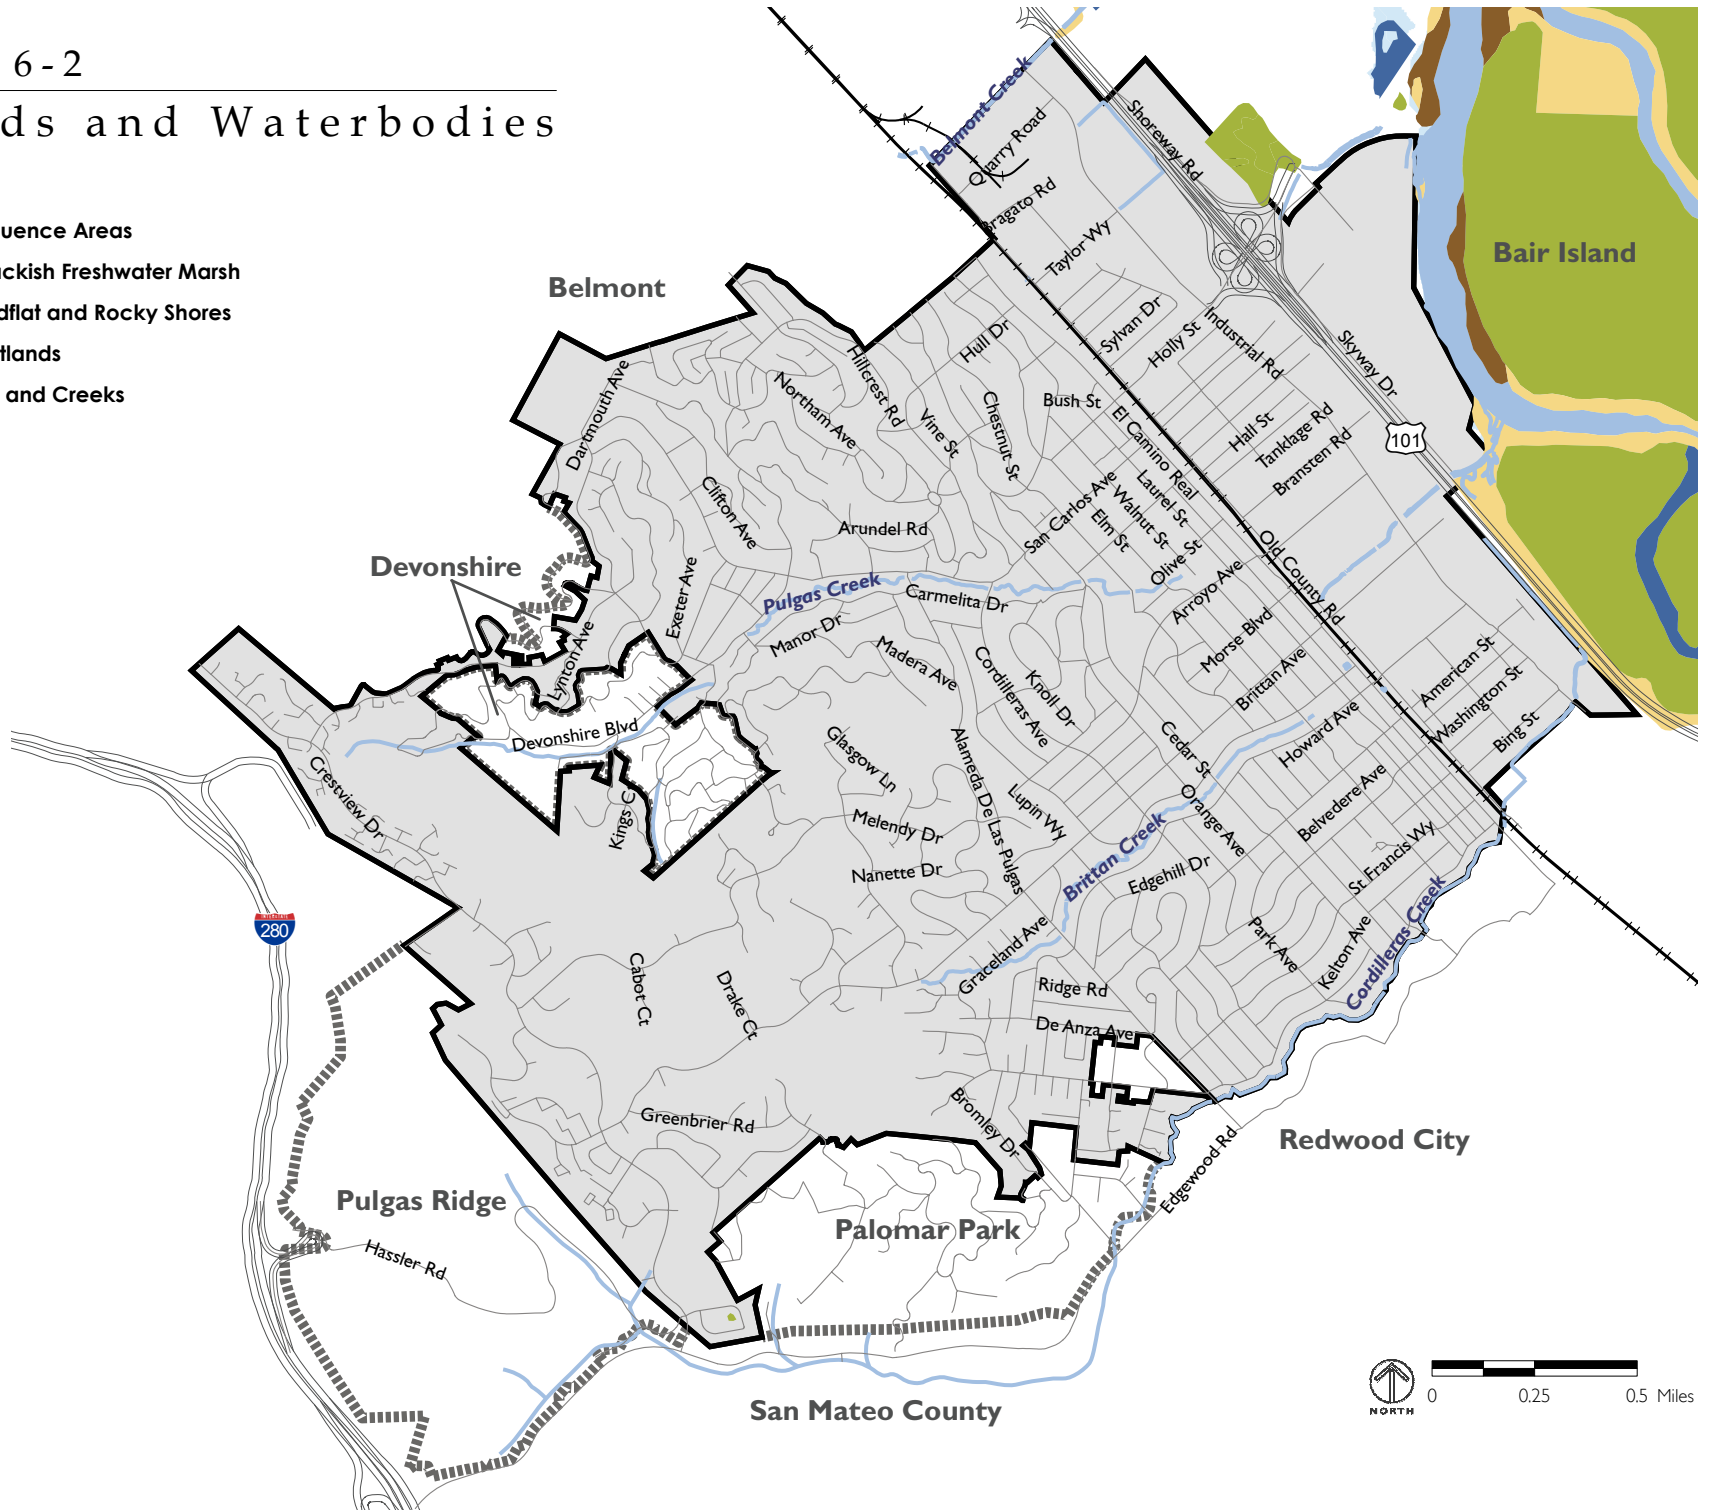 6-2
ds and Waterbodies
uence Areas
ackish Freshwater Marsh
dflat and Rocky Shores
tlands
and Creeks
Belmont Creek
Quarry Road
Shoreway Rd
Bragato Rd
Taylor Wy
Bair Island
Belmont
Sylvan Dr
Holly St
Industrial Rd
Skyway Dr
Hull Dr
Hillcrest Rd
Dartmouth Ave
Northam Ave
Vine St
Chestnut St
Bush St
El Camino Real
Hall St
Tanklage Rd
Bransten Rd
101
Clifton Ave
Arundel Rd
San Carlos Ave
Laurel St
Walnut St
Elm St
Olive St
Old County Rd
Devonshire
Exeter Ave
Pulgas Creek
Carmelita Dr
Arroyo Ave
Manor Dr
Madera Ave
Morse Blvd
Lynton Ave
Cordilleras Ave
Knoll Dr
Brittan Ave
American St
Washington St
Bing St
Devonshire Blvd
Howard Ave
Cedar St
Crestview Dr
Kings C
Glasgow Ln
Alameda De Las Pulgas
Lupin Wy
Orange Ave
Belvedere Ave
Melendy Dr
Brittan Creek
St Francis Wy
Nanette Dr
Edgehill Dr
280
Graceland Ave
Park Ave
Kelton Ave
Cordilleras Creek
Cabot Ct
Drake Ct
Ridge Rd
De Anza Ave
Greenbrier Rd
Bromley Dr
Redwood City
Edgewood Rd
Pulgas Ridge
Palomar Park
Hassler Rd
San Mateo County
NORTH
0 0.25 0.5 Miles